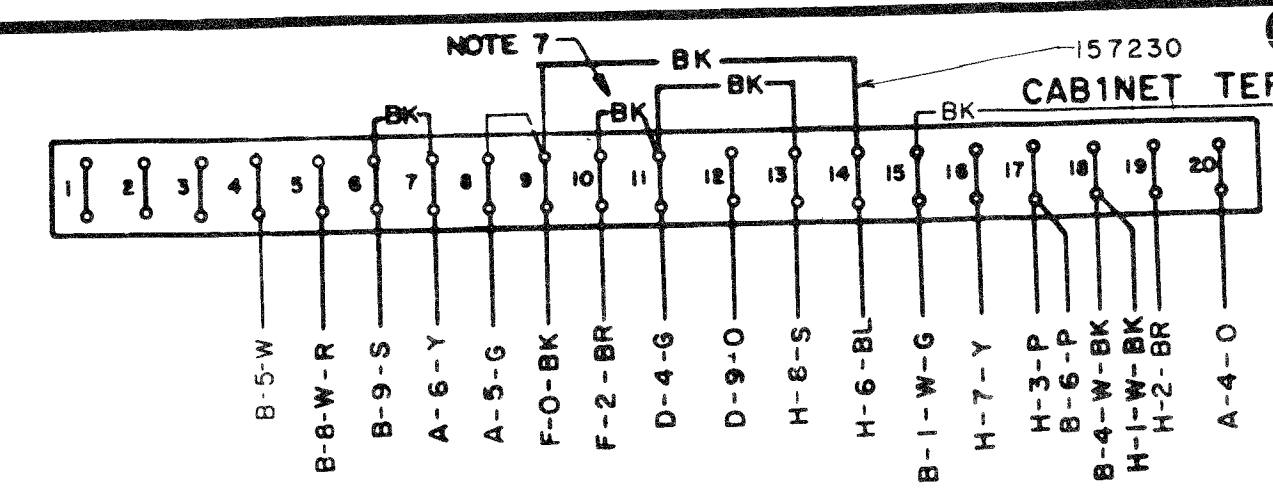 NOTE 7
BK
157230
BK
CAB1NET TER
BK
BK
BK
1 2 3 4 5 6 7 8 9 10 11 12 13 14 15 16 17 18 19 20
B-5-W
B-8-W-R
B-9-S
A-6-Y
A-5-G
F-0-BK
F-2-BR
D-4-G
D-9-O
H-8-S
H-6-BL
B-1-W-G
H-7-Y
H-3-P
B-6-P
B-4-W-BK
H-1-W-BK
H-2-BR
A-4-O